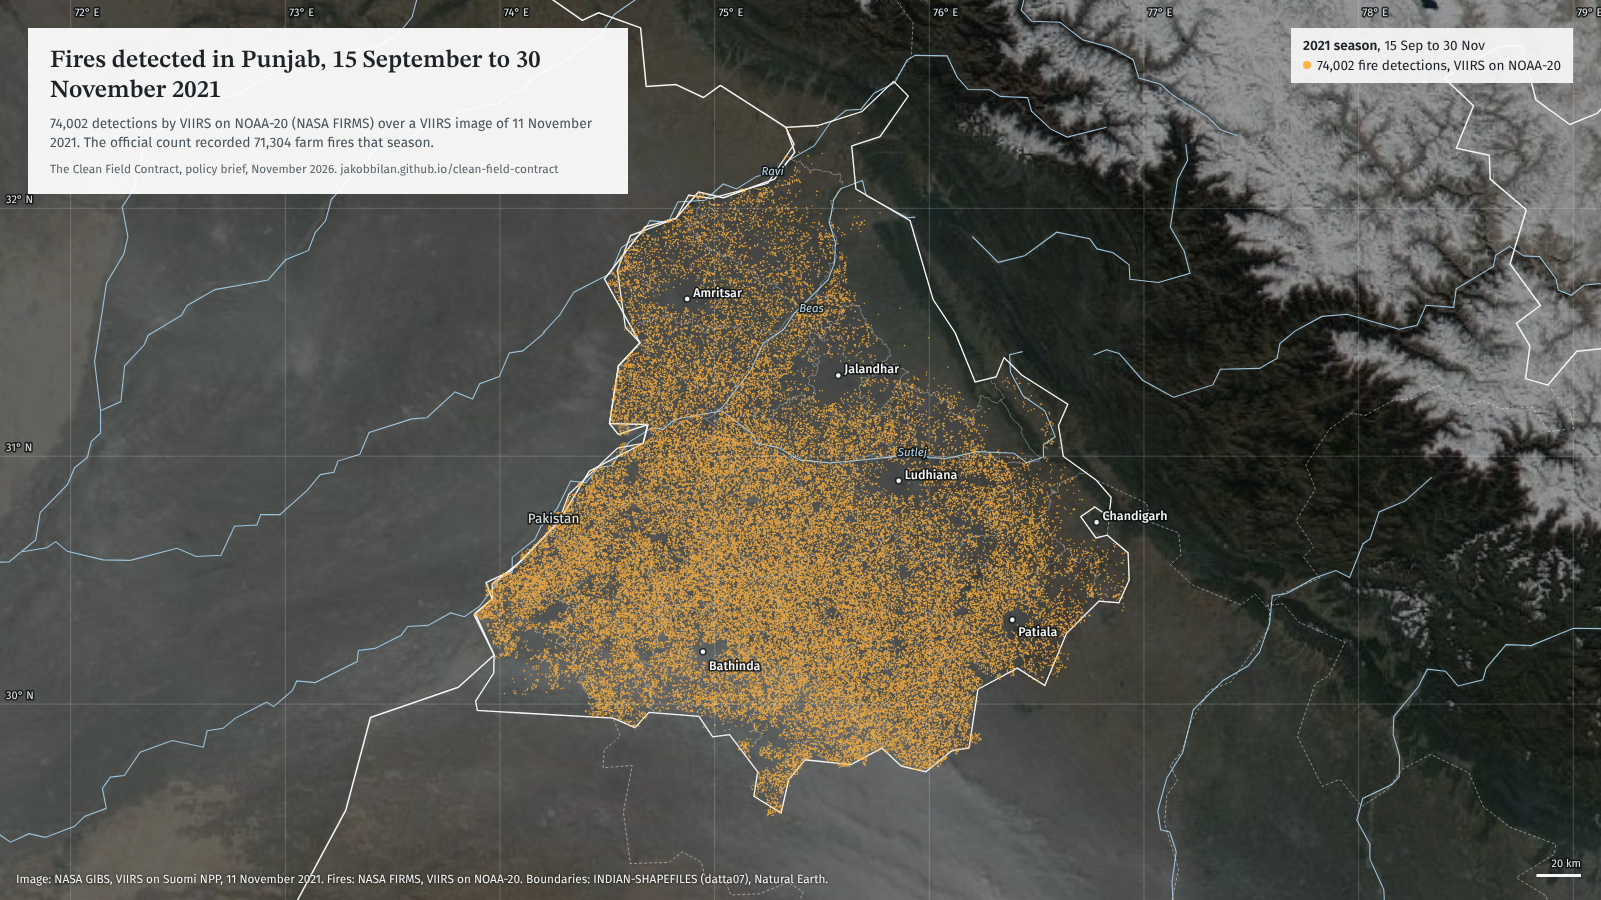 72° E
73° E
74° E
75° E
76° E
77° E
78° E
79° E
Fires detected in Punjab, 15 September to 30
November 2021
74,002 detections by VIIRS on NOAA-20 (NASA FIRMS) over a VIIRS image of 11 November
2021. The official count recorded 71,304 farm fires that season.
The Clean Field Contract, policy brief, November 2026. jakobbilan.github.io/clean-field-contract
2021 season, 15 Sep to 30 Nov
74,002 fire detections, VIIRS on NOAA-20
Ravi
32° N
Amritsar
Beas
Jalandhar
31° N
Sutlej
Ludhiana
Pakistan
Chandigarh
Patiala
Bathinda
30° N
20 km
Image: NASA GIBS, VIIRS on Suomi NPP, 11 November 2021. Fires: NASA FIRMS, VIIRS on NOAA-20. Boundaries: INDIAN-SHAPEFILES (datta07), Natural Earth.